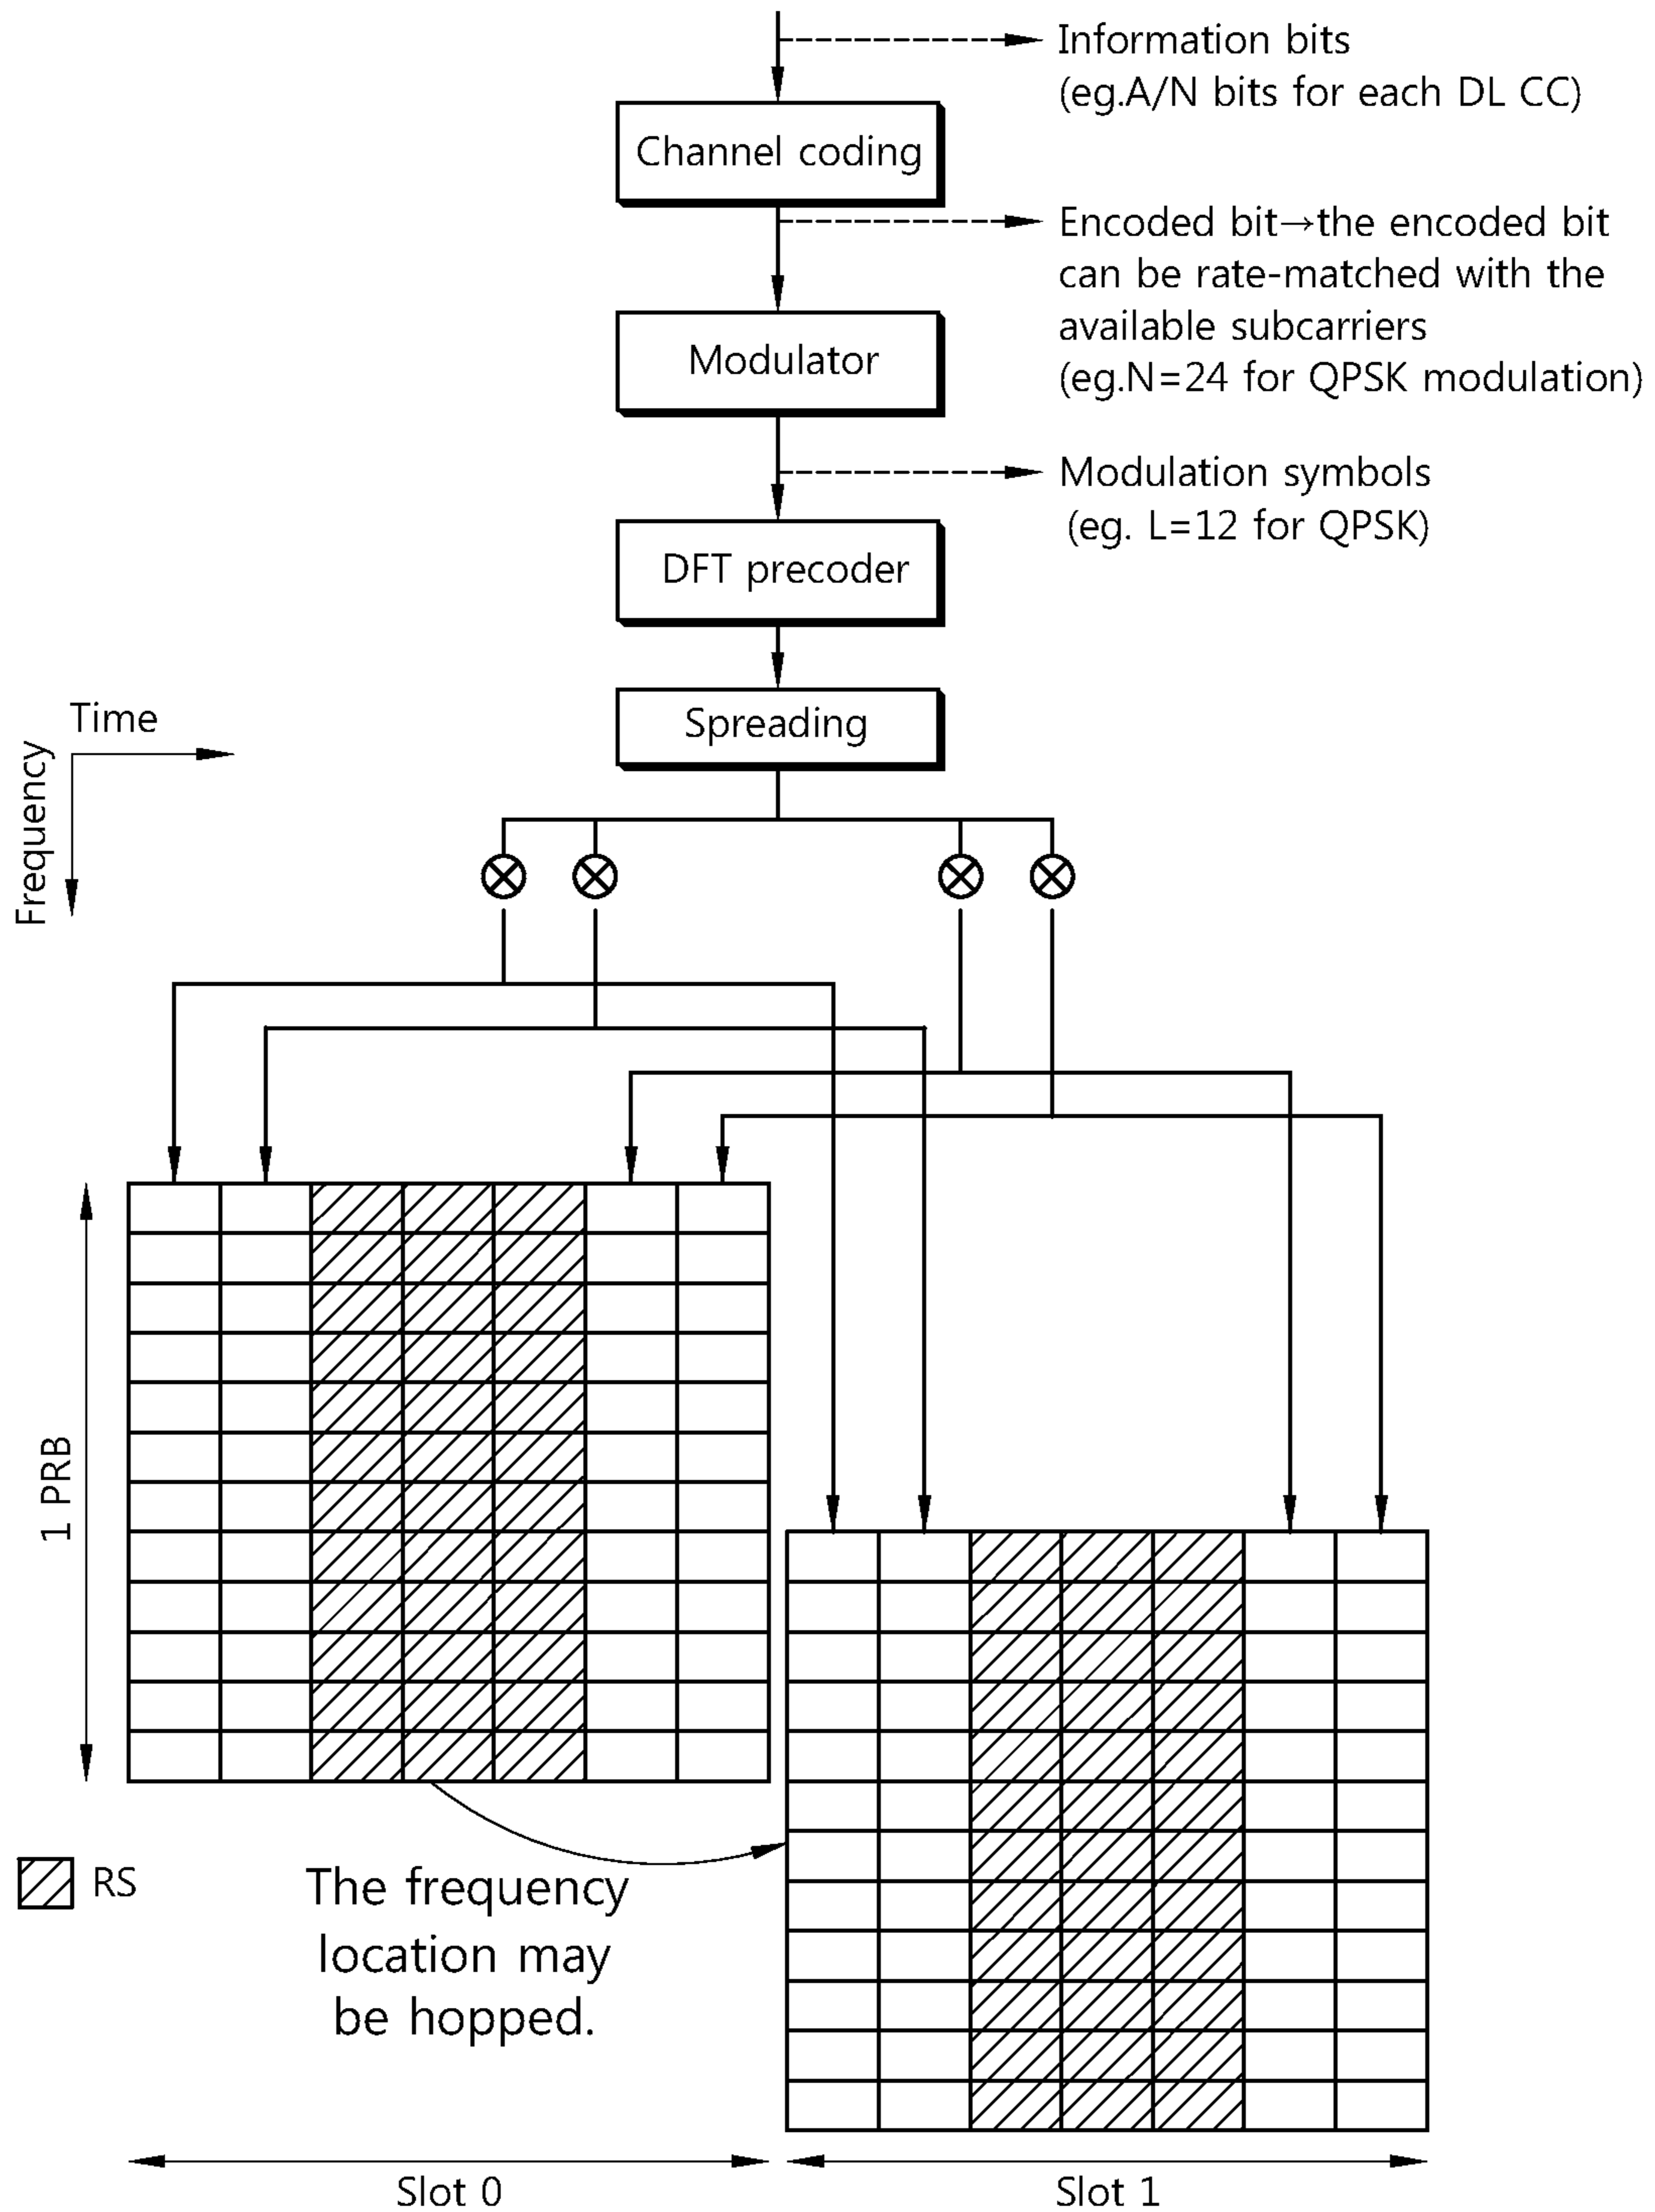 Information bits
(eg.A/N bits for each DL CC)
Channel coding
Encoded bit→the encoded bit
can be rate-matched with the
available subcarriers
(eg.N=24 for QPSK modulation)
Modulator
Modulation symbols
(eg. L=12 for QPSK)
DFT precoder
Spreading
Time
Frequency
1 PRB
RS
The frequency
location may
be hopped.
Slot 0
Slot 1